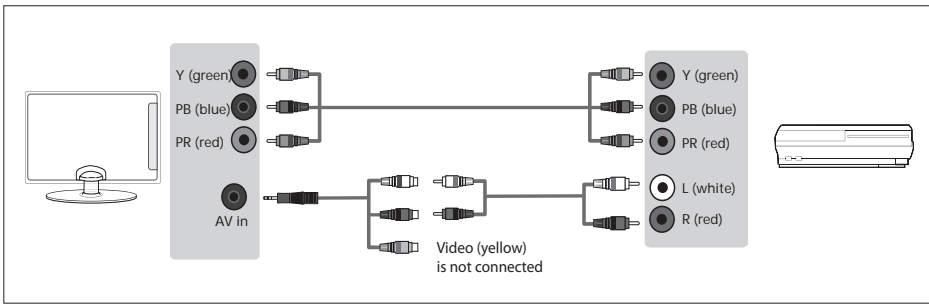 Y (green)
PB (blue)
PR (red)
AV in
Y (green)
PB (blue)
PR (red)
L (white)
R (red)
Video (yellow)
is not connected